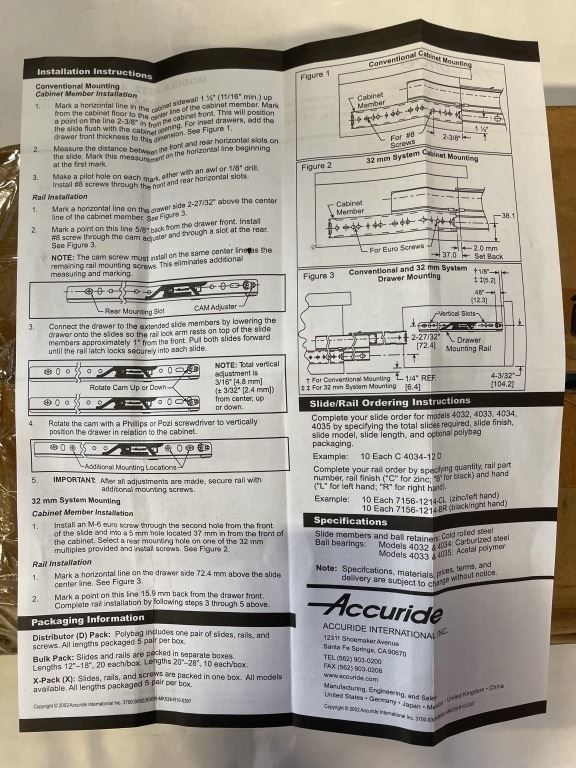 Installation Instructions
Conventional Mounting
Cabinet Member Installation
1. Mark a horizontal line in the cabinet sidewall 1 ½" (11/16" min.) up
from the cabinet floor to the center line of the cabinet member. Mark
a point on the line 2-3/8" in from the cabinet front. This will position
the slide flush with the cabinet opening. For inset drawers, add the
drawer front thickness to this dimension. See Figure 1.
2. Measure the distance between the front and rear horizontal slots on
the slide. Mark this measurement on the horizontal line beginning
at the first mark.
3. Make a pilot hole on each mark, either with an awl or 1/8" drill.
Install #8 screws through the front and rear horizontal slots.
Rail Installation
1. Mark a horizontal line on the drawer side 2-27/32" above the center
line of the cabinet member. See Figure 3.
2. Mark a point on this line 5/8" back from the drawer front. Install
#8 screw through the cam adjuster and through a slot at the rear.
See Figure 3.
NOTE: The cam screw must install on the same center line as the
remaining rail mounting screws. This eliminates additional
measuring and marking.
Rear Mounting Slot
CAM Adjuster
3. Connect the drawer to the extended slide members by lowering the
drawer onto the slides so the rail lock arm rests on top of the slide
members approximately 1" from the front. Pull both slides forward
until the rail latch locks securely into each slide.
Rotate Cam Up or Down
NOTE: Total vertical
adjustment is
3/16" [4.8 mm]
(± 3/32" [2.4 mm])
from center, up
or down.
4. Rotate the cam with a Phillips or Pozi screwdriver to vertically
position the drawer in relation to the cabinet.
Additional Mounting Locations
5. IMPORTANT: After all adjustments are made, secure rail with
additional mounting screws.
32 mm System Mounting
Cabinet Member Installation
1. Install an M-6 euro screw through the second hole from the front
of the slide and into a 5 mm hole located 37 mm in from the front of
the cabinet. Select a rear mounting hole on one of the 32 mm
multiples provided and install screws. See Figure 2.
Rail Installation
1. Mark a horizontal line on the drawer side 72.4 mm above the slide
center line. See Figure 3.
2. Mark a point on this line 15.9 mm back from the drawer front.
Complete rail installation by following steps 3 through 5 above.
Packaging Information
Distributor (D) Pack: Polybag includes one pair of slides, rails, and
screws. All lengths packaged 5 pair per box.
Bulk Pack: Slides and rails are packed in separate boxes.
Lengths 12"–18", 20 each/box. Lengths 20"–28", 10 each/box.
X-Pack (X): Slides, rails, and screws are packed in one box. All models
available. All lengths packaged 5 pair per box.
Copyright © 2002 Accuride International Inc.
Figure 1
Conventional Cabinet Mounting
Cabinet
Member
For #8
Screws
2-3/8"
1 ½"
Figure 2
32 mm System Cabinet Mounting
Cabinet
Member
38.1
For Euro Screws
37.0
2.0 mm
Set Back
Figure 3
Conventional and 32 mm System
Drawer Mounting
† 1/8"
‡ [5.2]
.48"
[12.3]
Vertical Slots
2-27/32"
[72.4]
Drawer
Mounting Rail
† For Conventional Mounting
‡ For 32 mm System Mounting
1/4" REF.
[6.4]
4-3/32"
[104.2]
Slide/Rail Ordering Instructions
Complete your slide order for models 4032, 4033, 4034,
4035 by specifying the total slides required, slide finish,
slide model, slide length, and optional polybag
packaging.
Example: 10 Each C 4034-12 D
Complete your rail order by specifying quantity, rail part
number, rail finish ("C" for zinc; "B" for black) and hand
("L" for left hand; "R" for right hand).
Example: 10 Each 7156-1214-CL (zinc/left hand)
10 Each 7156-1214-BR (black/right hand)
Specifications
Slide members and ball retainers: Cold rolled steel
Ball bearings: Models 4032 & 4034: Carburized steel
Models 4033 & 4035: Acetal polymer
Note: Specifcations, materials, prices, terms, and
delivery are subject to change without notice.
Accuride
ACCURIDE INTERNATIONAL INC.
12311 Shoemaker Avenue
Santa Fe Springs, CA 90670
TEL (562) 903-0200
FAX (562) 903-0208
www.accuride.com
Manufacturing, Engineering, and Sales
United States • Germany • Japan • Mexico • United Kingdom • China
Copyright © 2002 Accuride International Inc.